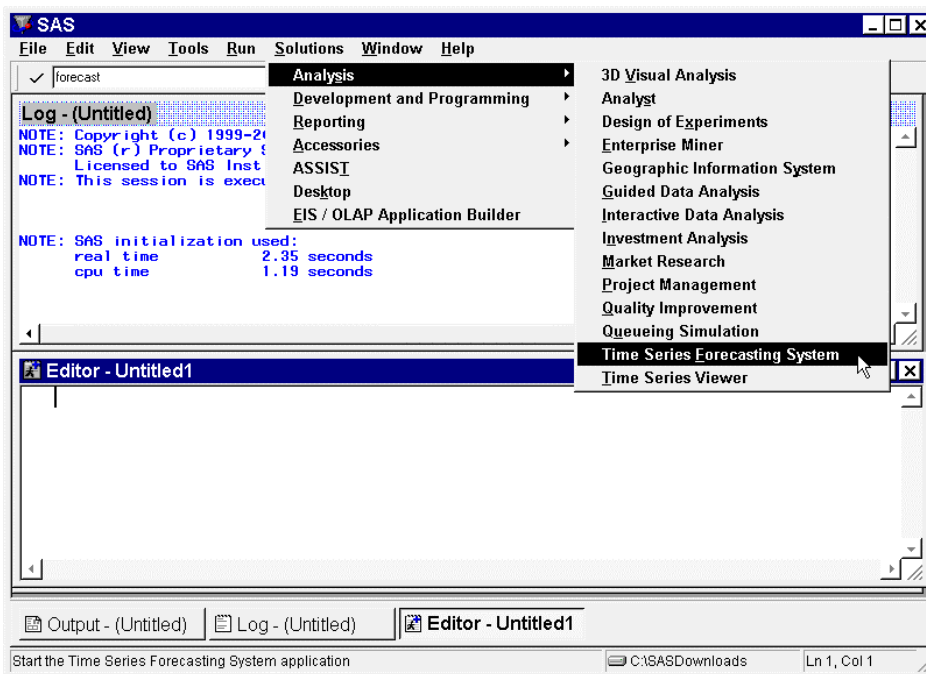 SAS
File Edit View Tools Run Solutions Window Help
forecast
Analysis
Development and Programming
Reporting
Accessories
ASSIST
Desktop
EIS / OLAP Application Builder
3D Visual Analysis
Analyst
Design of Experiments
Enterprise Miner
Geographic Information System
Guided Data Analysis
Interactive Data Analysis
Investment Analysis
Market Research
Project Management
Quality Improvement
Queueing Simulation
Time Series Forecasting System
Time Series Viewer
Log - (Untitled)
NOTE: Copyright (c) 1999-2
NOTE: SAS (r) Proprietary
Licensed to SAS Inst
NOTE: This session is execu
NOTE: SAS initialization used:
real time 2.35 seconds
cpu time 1.19 seconds
Editor - Untitled1
Output - (Untitled) Log - (Untitled) Editor - Untitled1
Start the Time Series Forecasting System application C:\SASDownloads Ln 1, Col 1